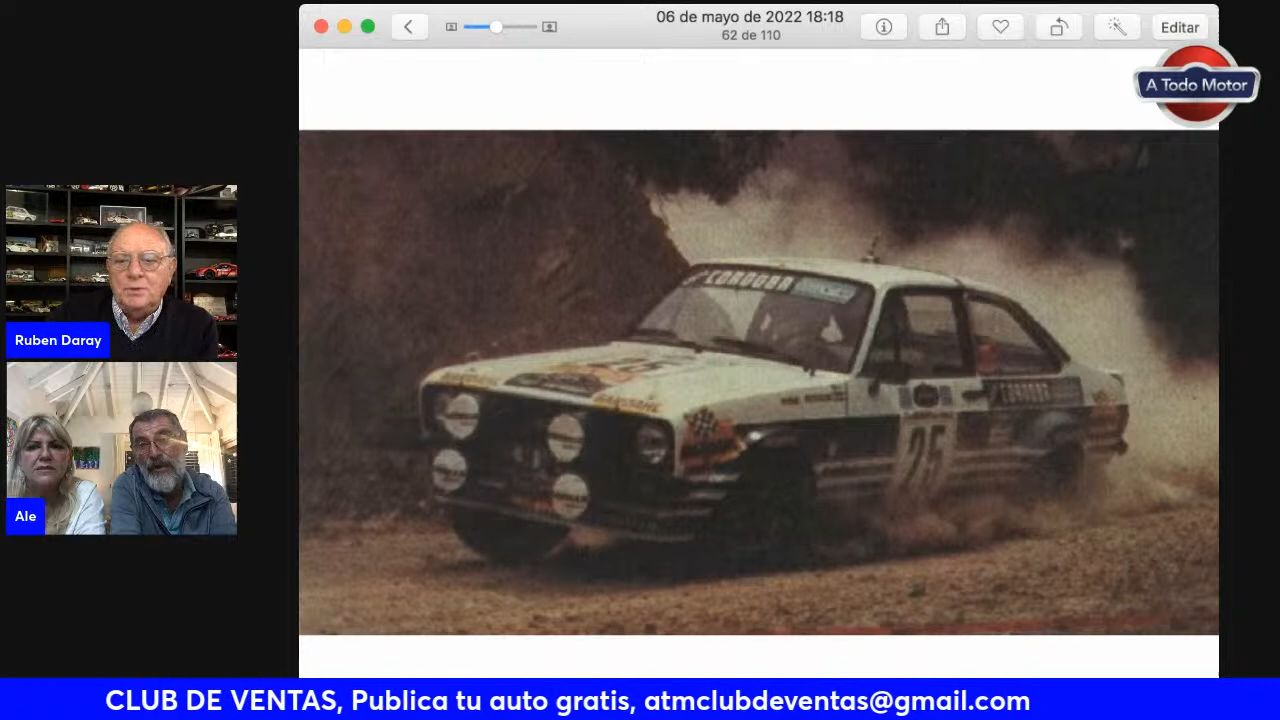 06 de mayo de 2022 18:18
62 de 110
Editar
A Todo Motor
CORDOBA
25
CORDOBA
Ruben Daray
Ale
CLUB DE VENTAS, Publica tu auto gratis, atmclubdeventas@gmail.com